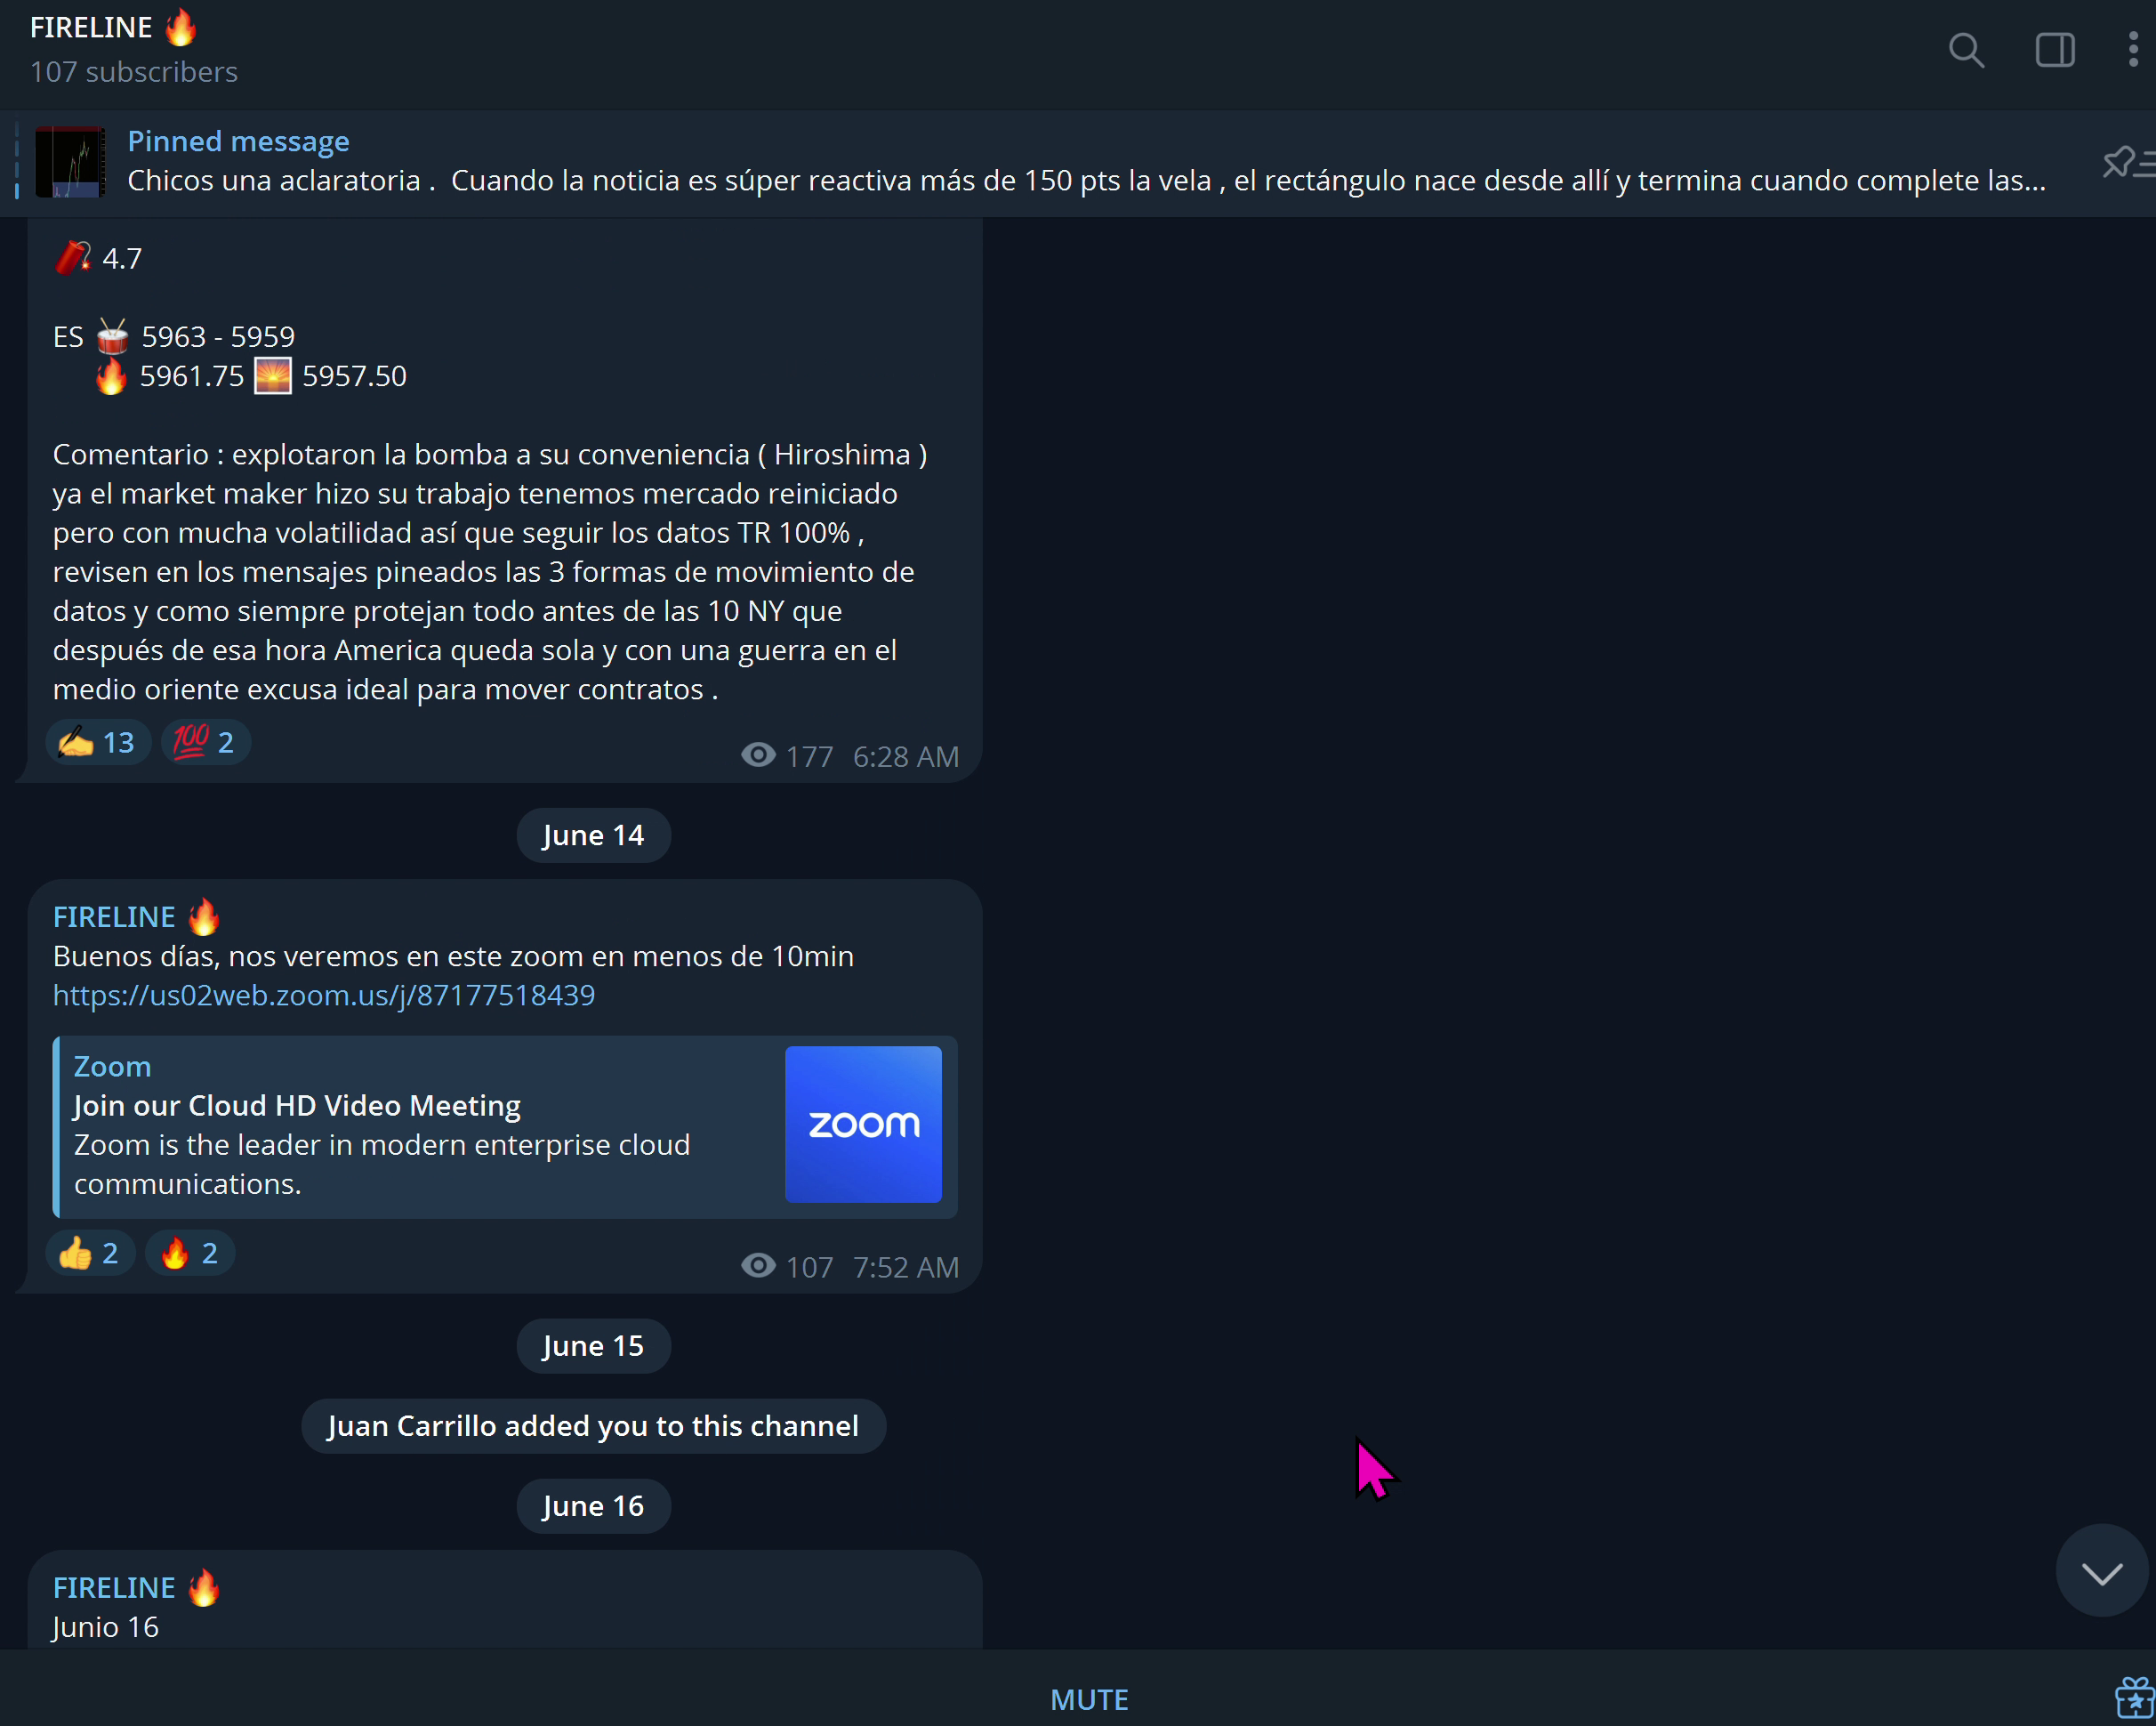 FIRELINE 🔥
107 subscribers
Pinned message
Chicos una aclaratoria .  Cuando la noticia es súper reactiva más de 150 pts la vela , el rectángulo nace desde allí y termina cuando complete las...
🧨 4.7
ES 🥁 5963 - 5959
🔥 5961.75 🌅 5957.50
Comentario : explotaron la bomba a su conveniencia ( Hiroshima )
ya el market maker hizo su trabajo tenemos mercado reiniciado
pero con mucha volatilidad así que seguir los datos TR 100% ,
revisen en los mensajes pineados las 3 formas de movimiento de
datos y como siempre protejan todo antes de las 10 NY que
después de esa hora America queda sola y con una guerra en el
medio oriente excusa ideal para mover contratos .
✍️ 13 💯 2 177 6:28 AM
June 14
FIRELINE 🔥
Buenos días, nos veremos en este zoom en menos de 10min
https://us02web.zoom.us/j/87177518439
Zoom
Join our Cloud HD Video Meeting
Zoom is the leader in modern enterprise cloud
communications.
zoom
👍 2 🔥 2 107 7:52 AM
June 15
Juan Carrillo added you to this channel
June 16
FIRELINE 🔥
Junio 16
MUTE